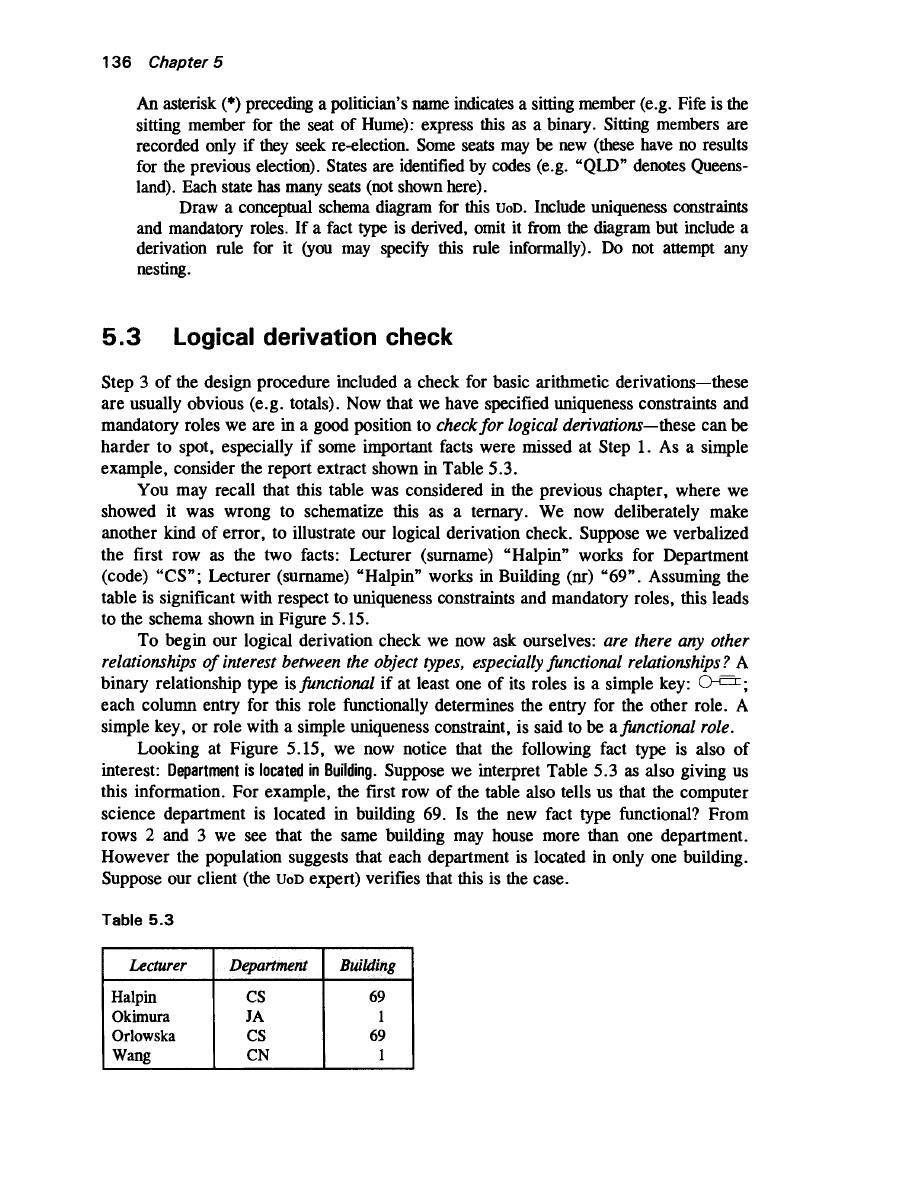 136 Chapter 5
An asterisk (*) preceding a politician's name indicates a sitting member (e.g. Fife is the
sitting member for the seat of Hume): express this as a binary. Sitting members are
recorded only if they seek re-election. Some seats may be new (these have no results
for the previous election). States are identified by codes (e.g. “QLD” denotes Queens-
land). Each state has many seats (not shown here).
Draw a conceptual schema diagram for this UoD. Include uniqueness constraints
and mandatory roles. If a fact type is derived, omit it from the diagram but include a
derivation rule for it (you may specify this rule informally). Do not attempt any
nesting.
5.3 Logical derivation check
Step 3 of the design procedure included a check for basic arithmetic derivations—these
are usually obvious (e.g. totals). Now that we have specified uniqueness constraints and
mandatory roles we are in a good position to check for logical derivations—these can be
harder to spot, especially if some important facts were missed at Step 1. As a simple
example, consider the report extract shown in Table 5.3.
You may recall that this table was considered in the previous chapter, where we
showed it was wrong to schematize this as a ternary. We now deliberately make
another kind of error, to illustrate our logical derivation check. Suppose we verbalized
the first row as the two facts: Lecturer (surname) “Halpin” works for Department
(code) “CS”; Lecturer (surname) “Halpin” works in Building (nr) “69”. Assuming the
table is significant with respect to uniqueness constraints and mandatory roles, this leads
to the schema shown in Figure 5.15.
To begin our logical derivation check we now ask ourselves: are there any other
relationships of interest between the object types, especially functional relationships? A
binary relationship type is functional if at least one of its roles is a simple key: ;
each column entry for this role functionally determines the entry for the other role. A
simple key, or role with a simple uniqueness constraint, is said to be a functional role.
Looking at Figure 5.15, we now notice that the following fact type is also of
interest: Department is located in Building. Suppose we interpret Table 5.3 as also giving us
this information. For example, the first row of the table also tells us that the computer
science department is located in building 69. Is the new fact type functional? From
rows 2 and 3 we see that the same building may house more than one department.
However the population suggests that each department is located in only one building.
Suppose our client (the UoD expert) verifies that this is the case.
Table 5.3
Lecturer Department Building
Halpin CS 69
Okimura JA 1
Orlowska CS 69
Wang CN 1